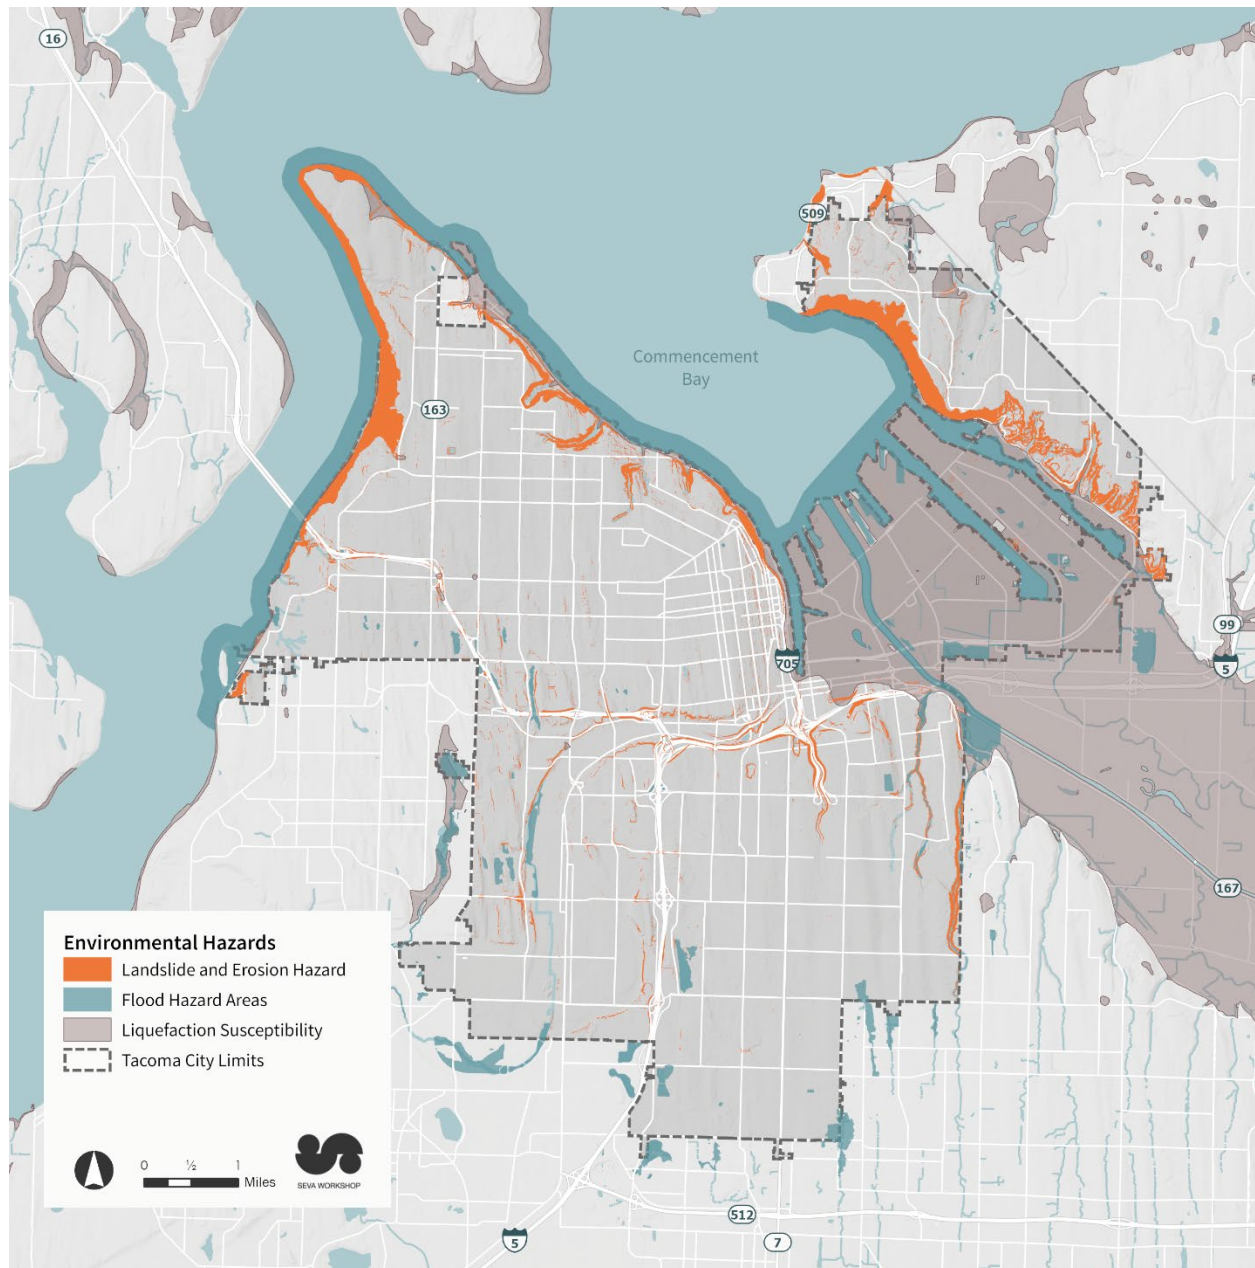 16
509
Commencement
Bay
163
99
5
705
167
Environmental Hazards
Landslide and Erosion Hazard
Flood Hazard Areas
Liquefaction Susceptibility
Tacoma City Limits
0 ½ 1
Miles
SEVA WORKSHOP
512
5
7